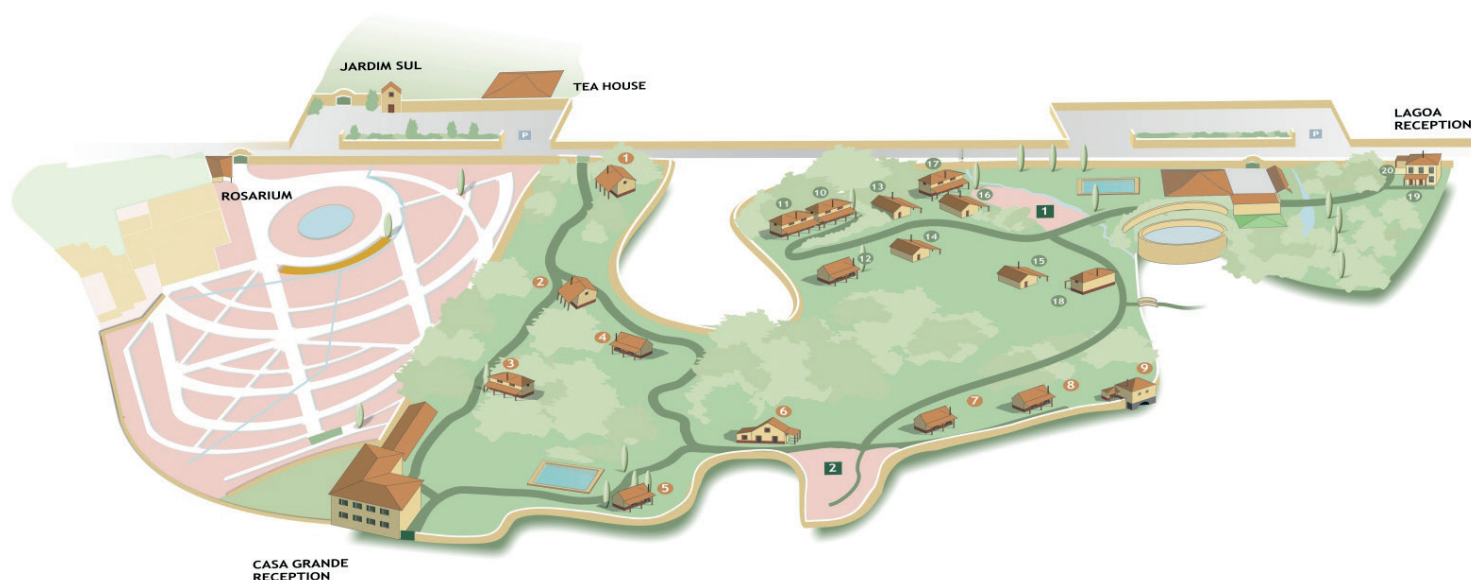 JARDIM SUL
TEA HOUSE
P
P
LAGOA
RECEPTION
ROSARIUM
1
17
20
19
10
13
11
16
1
14
12
15
18
2
4
3
9
8
7
6
2
5
CASA GRANDE
RECEPTION